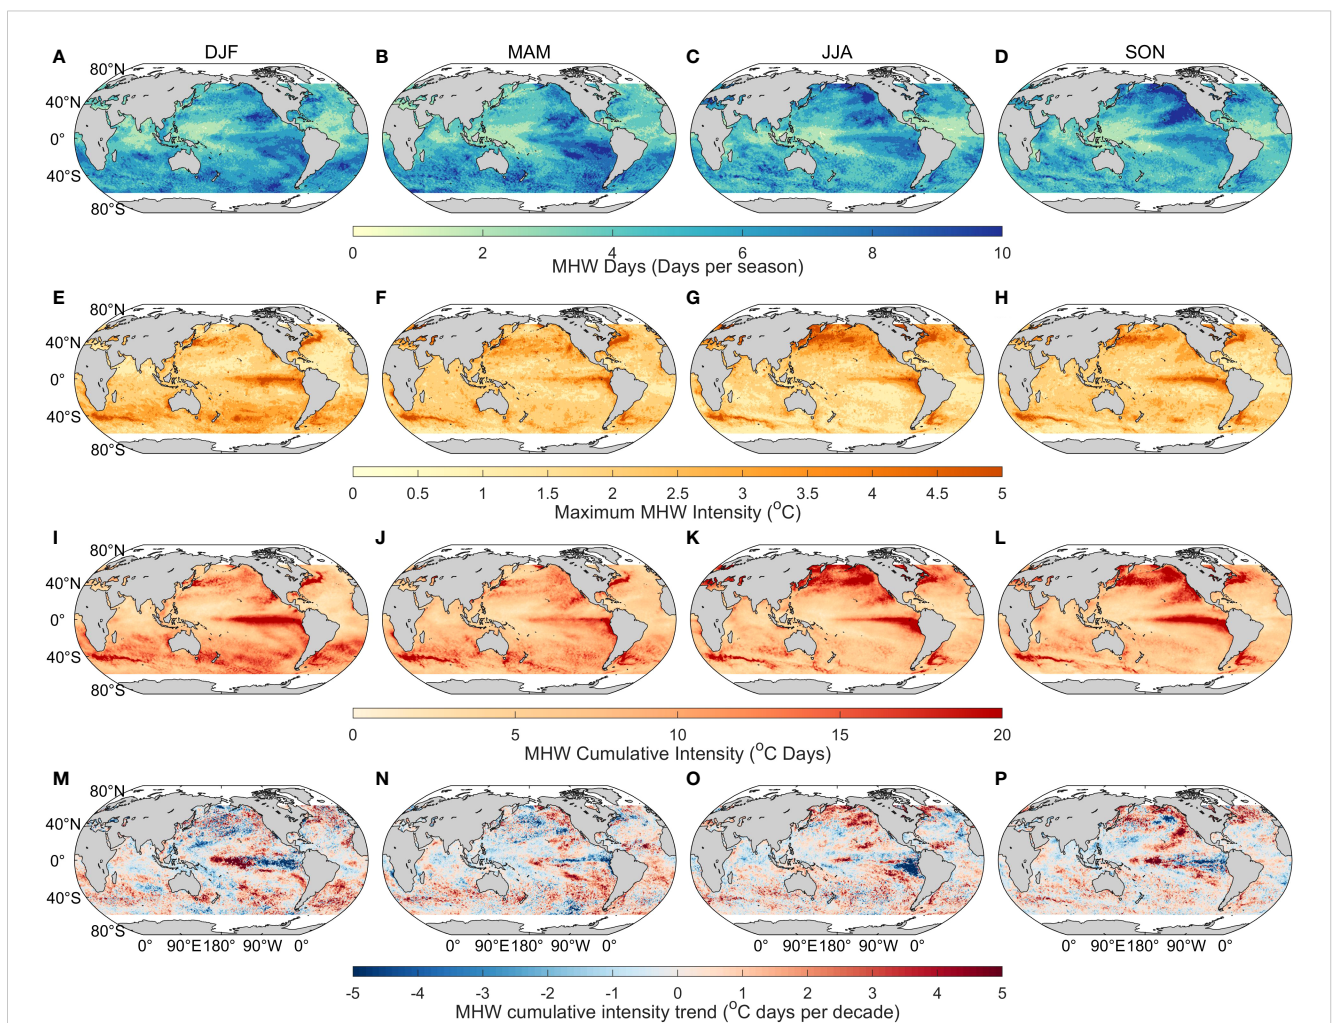 DJF MAM JJA SON
A B C D
80°N
40°N
0°
40°S
80°S
0 2 4 6 8 10
MHW Days (Days per season)
E F G H
80°N
40°N
0°
40°S
80°S
0 0.5 1 1.5 2 2.5 3 3.5 4 4.5 5
Maximum MHW Intensity (°C)
I J K L
80°N
40°N
0°
40°S
80°S
0 5 10 15 20
MHW Cumulative Intensity (°C Days)
M N O P
80°N
40°N
0°
40°S
80°S
0° 90°E 180° 90°W 0° 0° 90°E 180° 90°W 0° 0° 90°E 180° 90°W 0° 0° 90°E 180° 90°W 0°
-5 -4 -3 -2 -1 0 1 2 3 4 5
MHW cumulative intensity trend (°C days per decade)